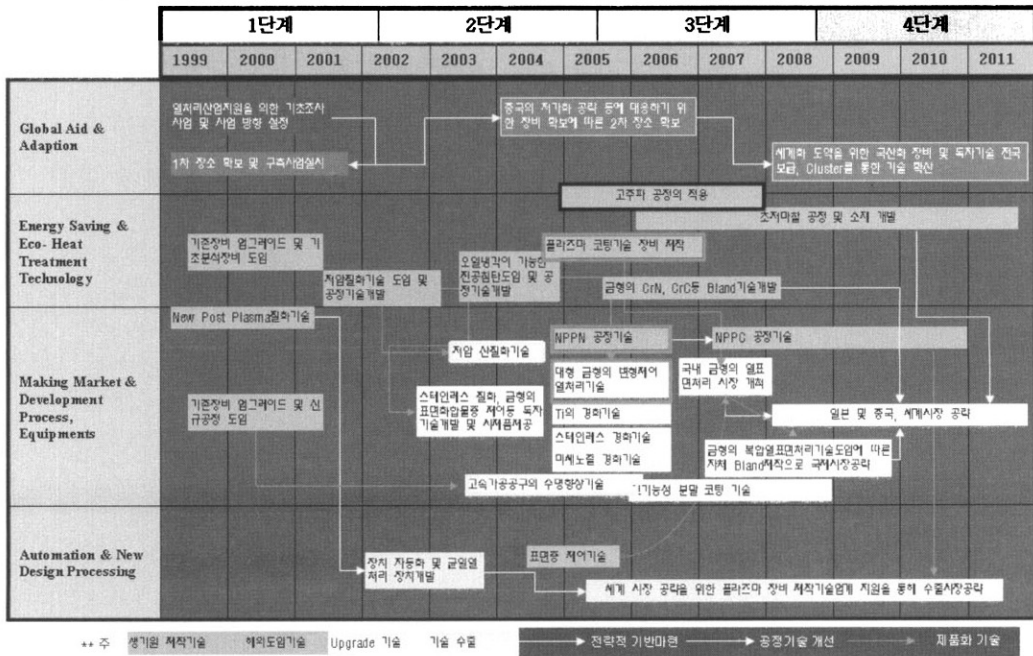 1단계 2단계 3단계 4단계
1999 2000 2001 2002 2003 2004 2005 2006 2007 2008 2009 2010 2011
Global Aid &
Adaption
열처리산업지원을 의한 기초조사
사업 및 사업 방향 설정
1차 장소 확보 및 구축사업실시
중국의 저가화 공략 등에 대응하기 위
한 장비 확보에 따른 2차 장소 확보
세계화 도약을 위한 국산화 장비 및 독자기술 전국
보급, Cluster를 통한 기술 확산
Energy Saving &
Eco- Heat
Treatment
Technology
고주파 공정의 적용
초저마찰 공정 및 소재 개발
기존장비 업그레이드 및 기
초분석장비 도입
플라즈마 코팅기술 장비 제작
저압질화기술 도입 및
공정기술개발
오일냉각이 가능한
진공침탄도입 및 공
정기술개발
금형의 CrN, CrC등 Bland기술개발
Making Market &
Development
Process,
Equipments
New Post Plasma질화기술
NPPN 공정기술
NPPC 공정기술
저압 산질화기술
대형 금형의 변형제어
열처리기술
국내 금형의 열표
면처리 시장 개척
기존장비 업그레이드 및 신
규공정 도입
스테인레스 질화, 금형의
표면화합물층 제어등 독자
기술개발 및 시제품제공
Ti의 경화기술
일본 및 중국, 세계시장 공략
스테인레스 경화기술
미세노즐 경화기술
금형의 복합열표면처리기술도입에 따른
자체 Bland제작으로 국제시장공략
고속가공공구의 수명향상기술
기능성 분말 코팅 기술
Automation & New
Design Processing
장치 자동화 및 균일열
처리 장치개발
표면층 제어기술
세계 시장 공략을 위한 플라즈마 장비 제작기술업계 지원을 통해 수출시장공략
** 주 생기원 제작기술 해외도입기술 Upgrade 기술 기술 수출 전략적 기반마련 공정기술 개선 제품화 기술